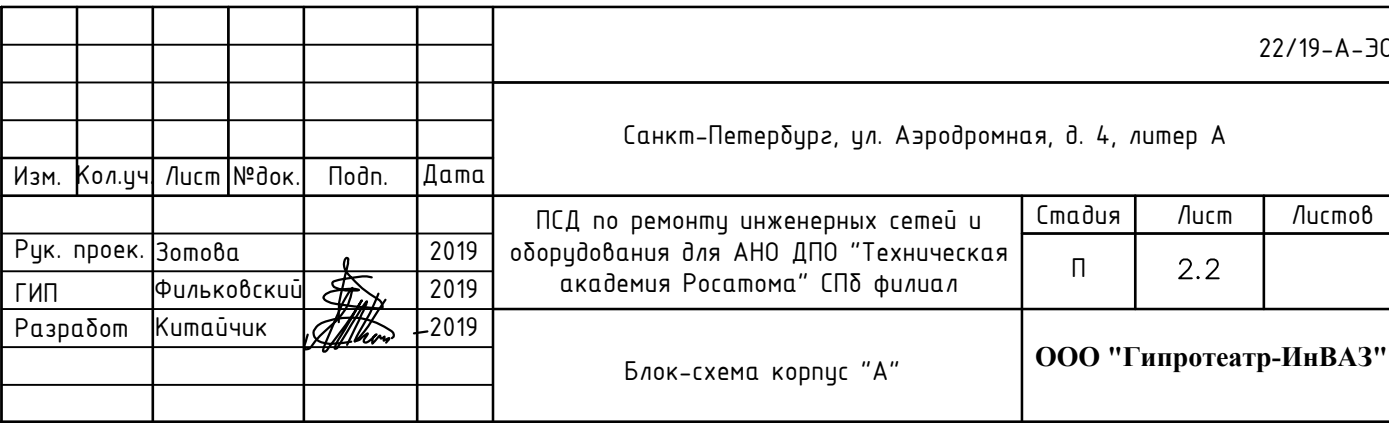 22/19-А-ЭО
Санкт-Петербург, ул. Аэродромная, д. 4, литер А
Изм. Кол.уч. Лист №док. Подп. Дата
ПСД по ремонту инженерных сетей и
оборудования для АНО ДПО "Техническая
академия Росатома" СПб филиал
Стадия Лист Листов
П 2.2
Рук. проек. Зотова 2019
ГИП Фильковский 2019
Разработ Китайчик 2019
Блок-схема корпус "А"
ООО "Гипротеатр-ИнВАЗ"